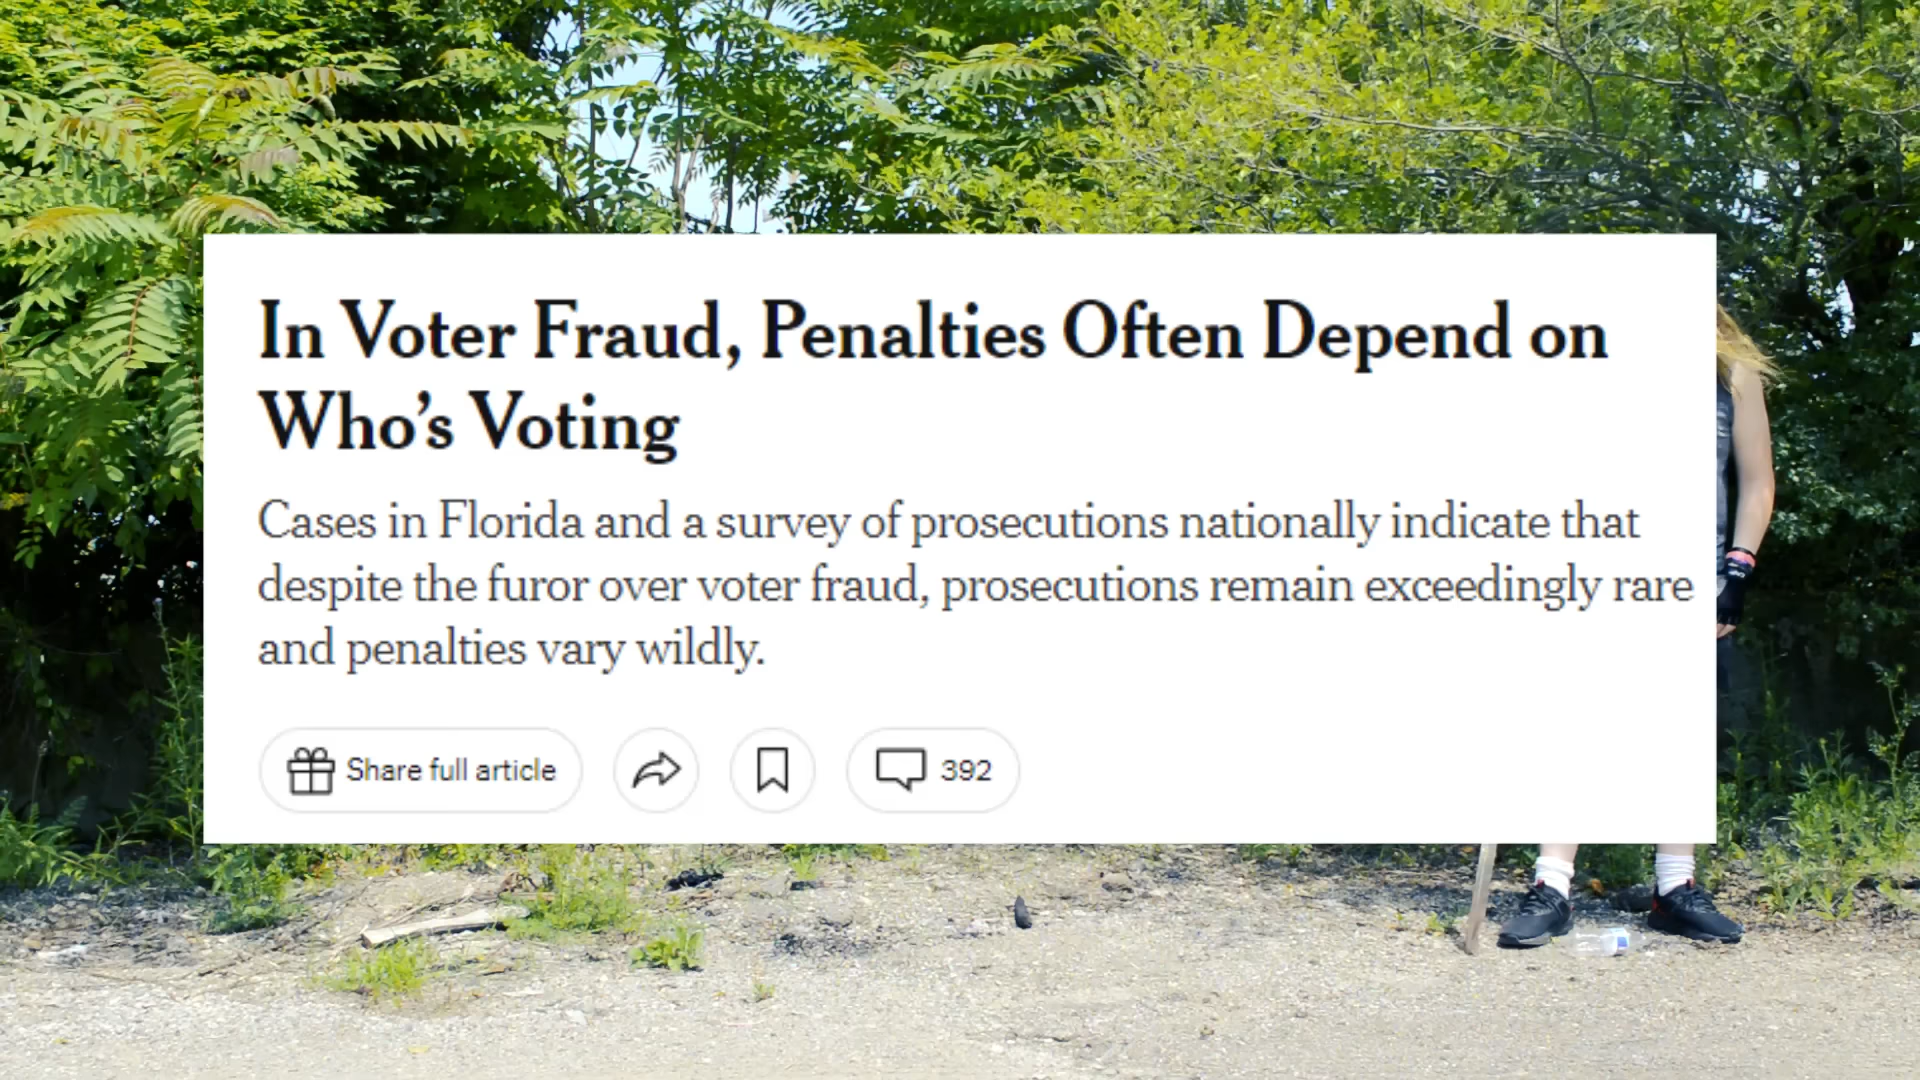 In Voter Fraud, Penalties Often Depend on
Who’s Voting
Cases in Florida and a survey of prosecutions nationally indicate that
despite the furor over voter fraud, prosecutions remain exceedingly rare
and penalties vary wildly.
Share full article
392